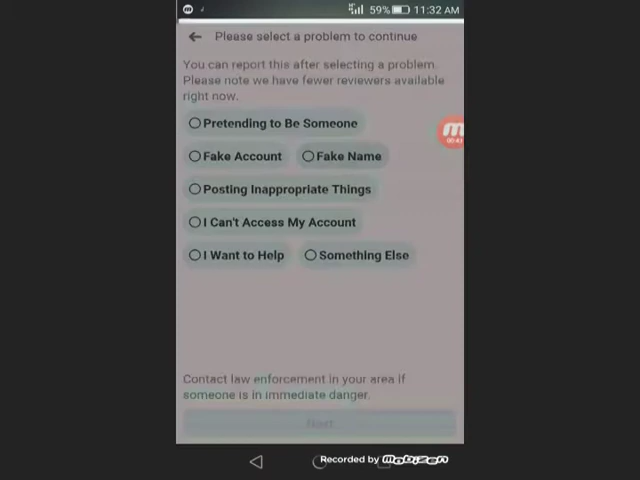 59% 11:32 AM
Please select a problem to continue
You can report this after selecting a problem.
Please note we have fewer reviewers available
right now.
Pretending to Be Someone
00:41
Fake Account Fake Name
Posting Inappropriate Things
I Can't Access My Account
I Want to Help Something Else
Contact law enforcement in your area if
someone is in immediate danger.
Next
Recorded by mobizen